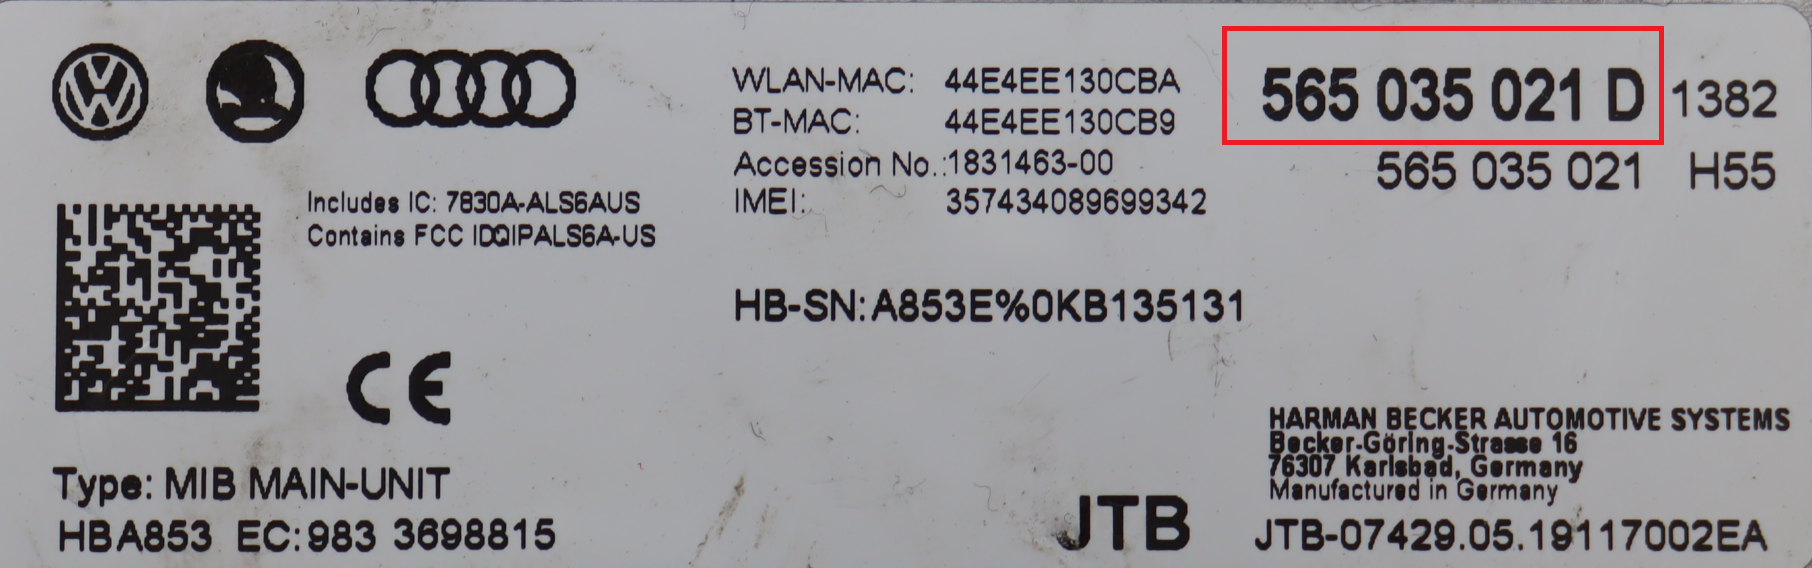 WLAN-MAC: 44E4EE130CBA
BT-MAC: 44E4EE130CB9
Accession No.:1831463-00
IMEI: 357434089699342
565 035 021 D 1382
565 035 021 H55
Includes IC: 7830A-ALS6AUS
Contains FCC IDQIPALS6A-US
HB-SN:A853E%0KB135131
CE
Type: MIB MAIN-UNIT
HBA853 EC:983 3698815
JTB
HARMAN BECKER AUTOMOTIVE SYSTEMS
Becker-Göring-Strasse 16
76307 Karlsbad, Germany
Manufactured in Germany
JTB-07429.05.19117002EA